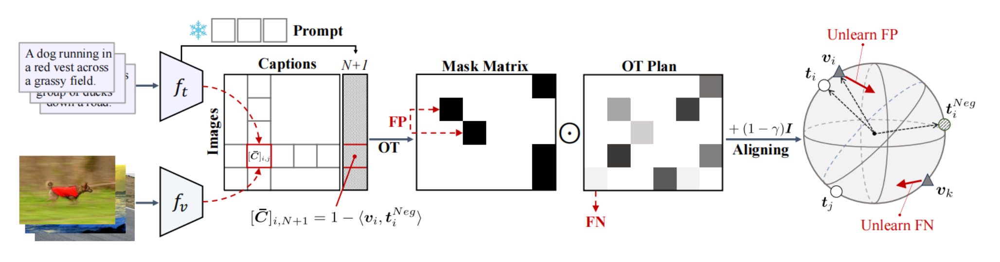 Prompt
A dog running in
a red vest across
a grassy field.
s
group of ducks
down a road.
f_t
Captions
N+1
Images
[C̄]_{i,j}
f_v
[C̄]_{i,N+1} = 1 − ⟨v_i, t_i^{Neg}⟩
OT
Mask Matrix
FP
⊙
OT Plan
FN
+ (1 − γ)I
Aligning
Unlearn FP
v_i
t_i
t_i^{Neg}
t_j
v_k
Unlearn FN